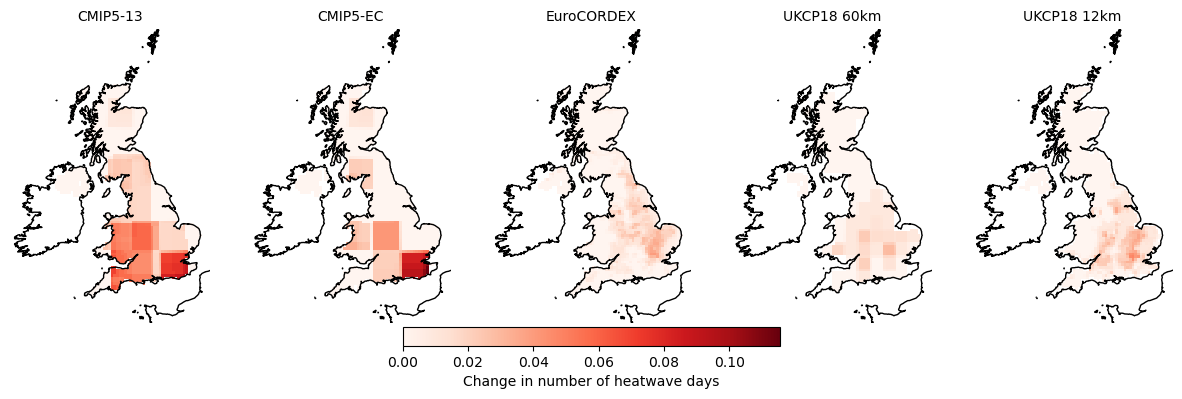 CMIP5-13 CMIP5-EC EuroCORDEX UKCP18 60km UKCP18 12km
0.00 0.02 0.04 0.06 0.08 0.10
Change in number of heatwave days